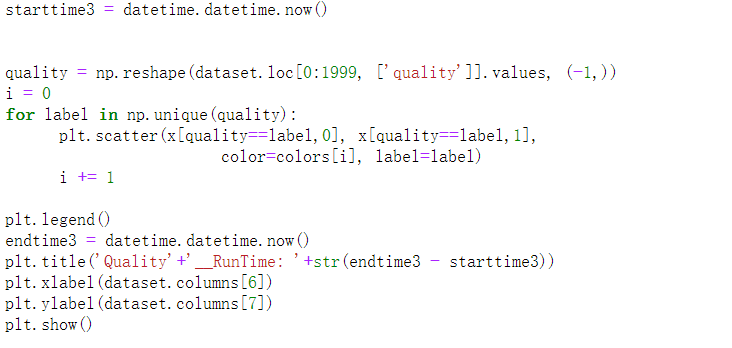 starttime3 = datetime.datetime.now()
quality = np.reshape(dataset.loc[0:1999, ['quality']].values, (-1,))
i = 0
for label in np.unique(quality):
    plt.scatter(x[quality==label,0], x[quality==label,1],
                color=colors[i], label=label)
    i += 1
plt.legend()
endtime3 = datetime.datetime.now()
plt.title('Quality'+'__RunTime: '+str(endtime3 - starttime3))
plt.xlabel(dataset.columns[6])
plt.ylabel(dataset.columns[7])
plt.show()